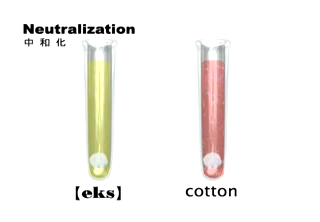 Neutralization
中和化
【eks】
cotton